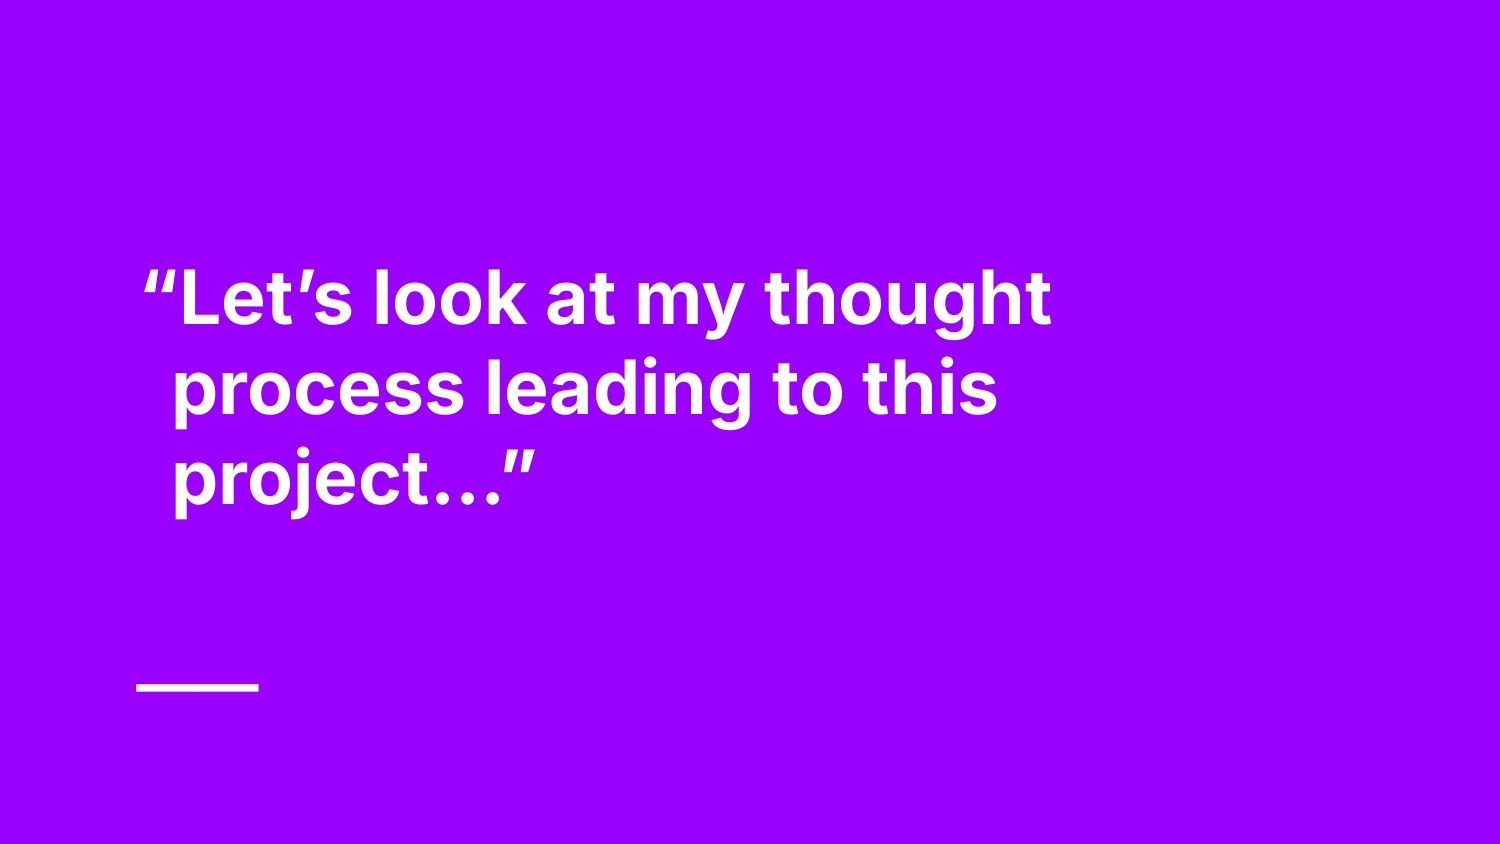 “Let’s look at my thought
process leading to this
project…”